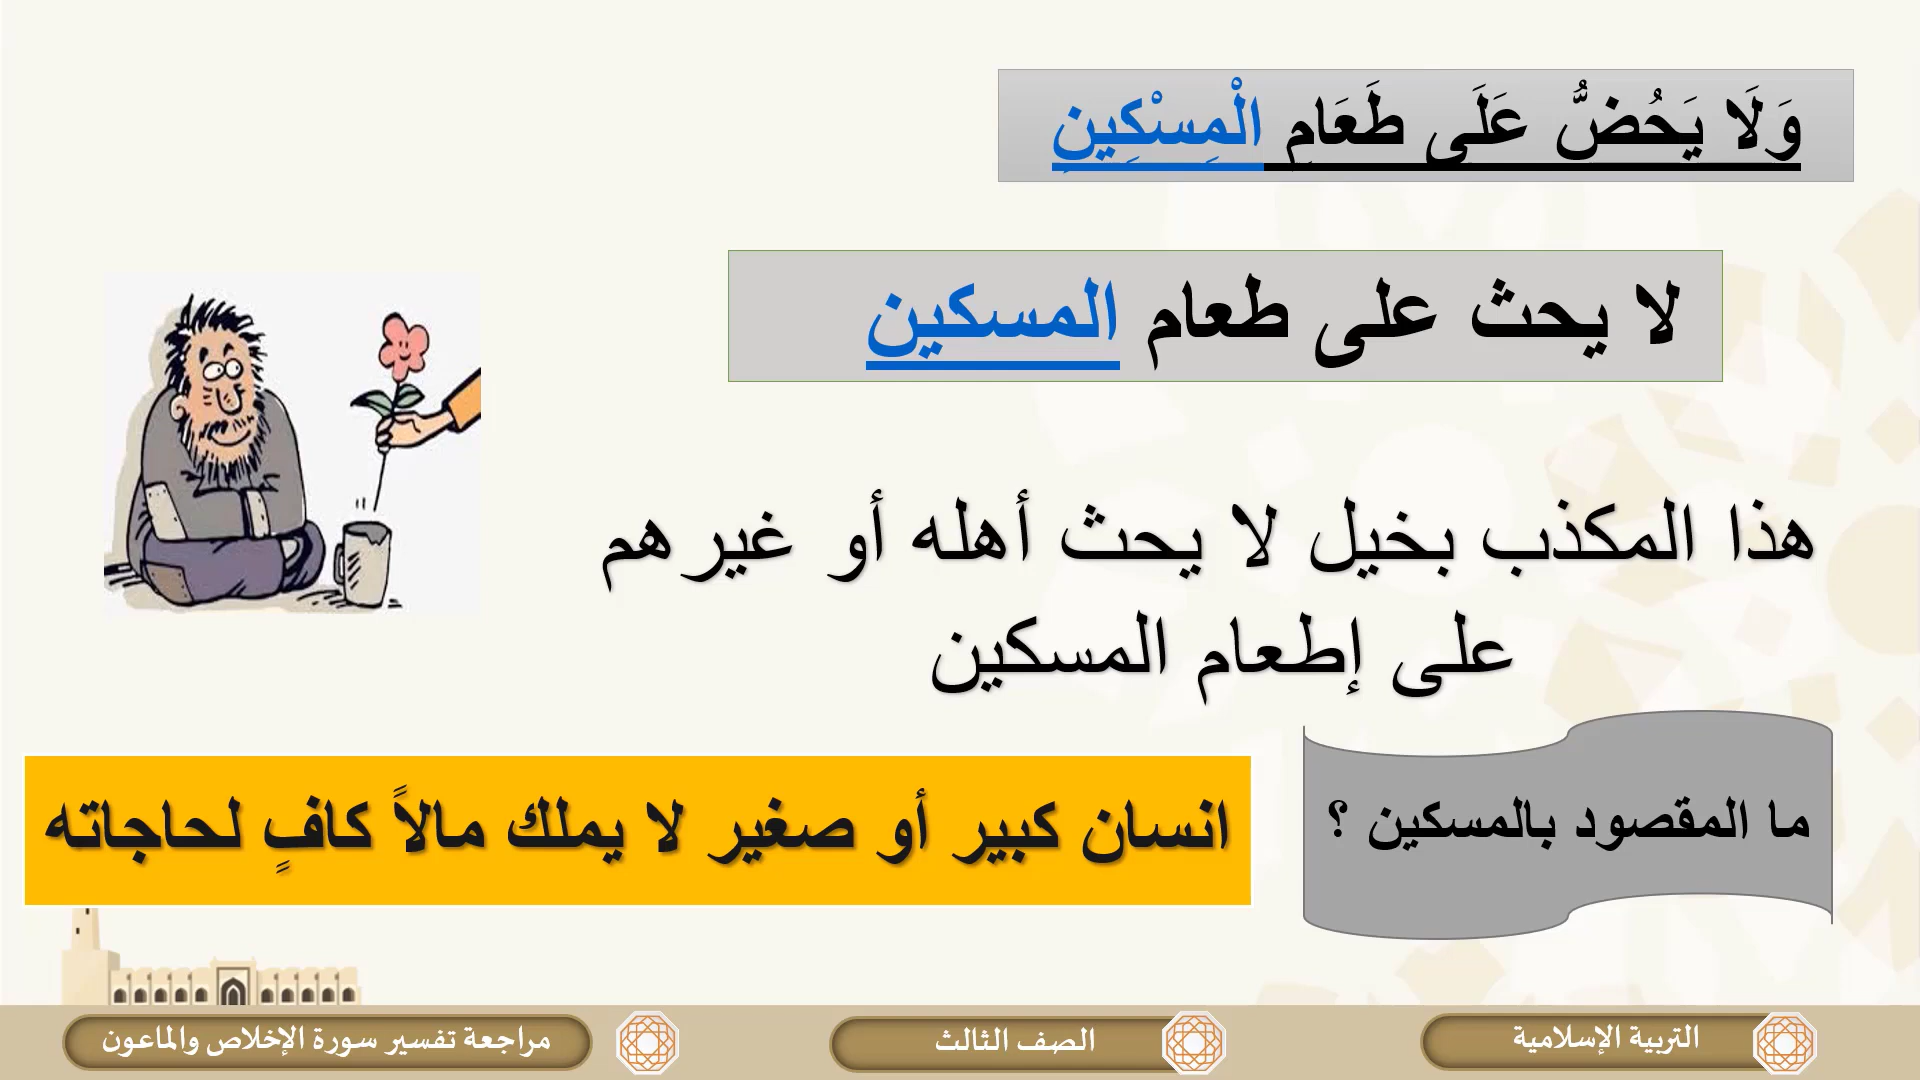 وَلَا يَحُضُّ عَلَى طَعَامِ الْمِسْكِينِ
لا يحث على طعام المسكين
هذا المكذب بخيل لا يحث أهله أو غيرهم
على إطعام المسكين
ما المقصود بالمسكين ؟
انسان كبير أو صغير لا يملك مالاً كافٍ لحاجاته
التربية الإسلامية
الصف الثالث
مراجعة تفسير سورة الإخلاص والماعون